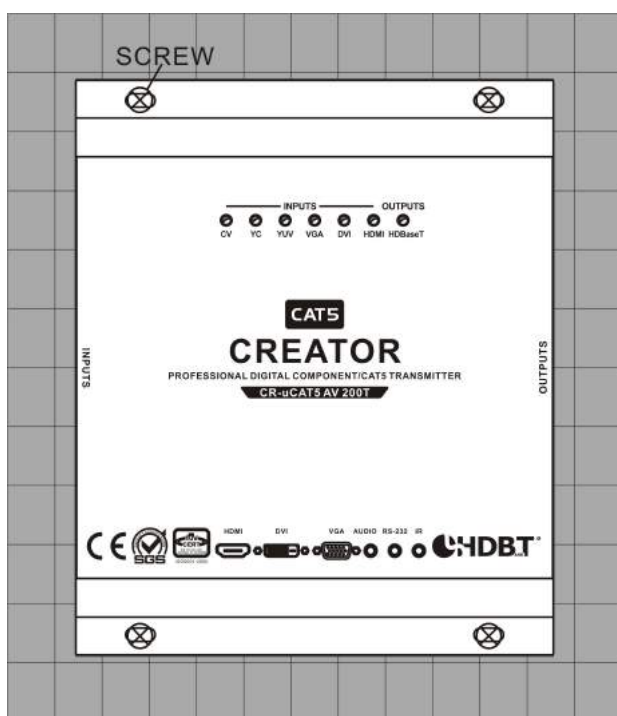 SCREW
INPUTS OUTPUTS
CV YC YUV VGA DVI HDMI HDBaseT
CAT5
CREATOR
INPUTS
OUTPUTS
PROFESSIONAL DIGITAL COMPONENT/CAT5 TRANSMITTER
CR-uCAT5 AV 200T
HDMI DVI VGA AUDIO RS-232 IR
CE SGS HDBT